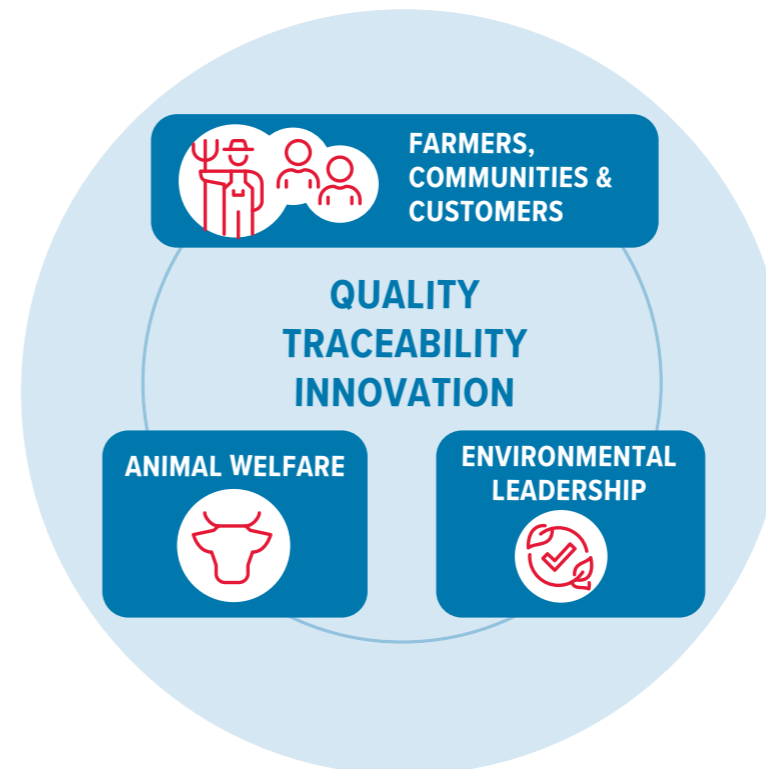 FARMERS,
COMMUNITIES &
CUSTOMERS
QUALITY
TRACEABILITY
INNOVATION
ANIMAL WELFARE
ENVIRONMENTAL
LEADERSHIP